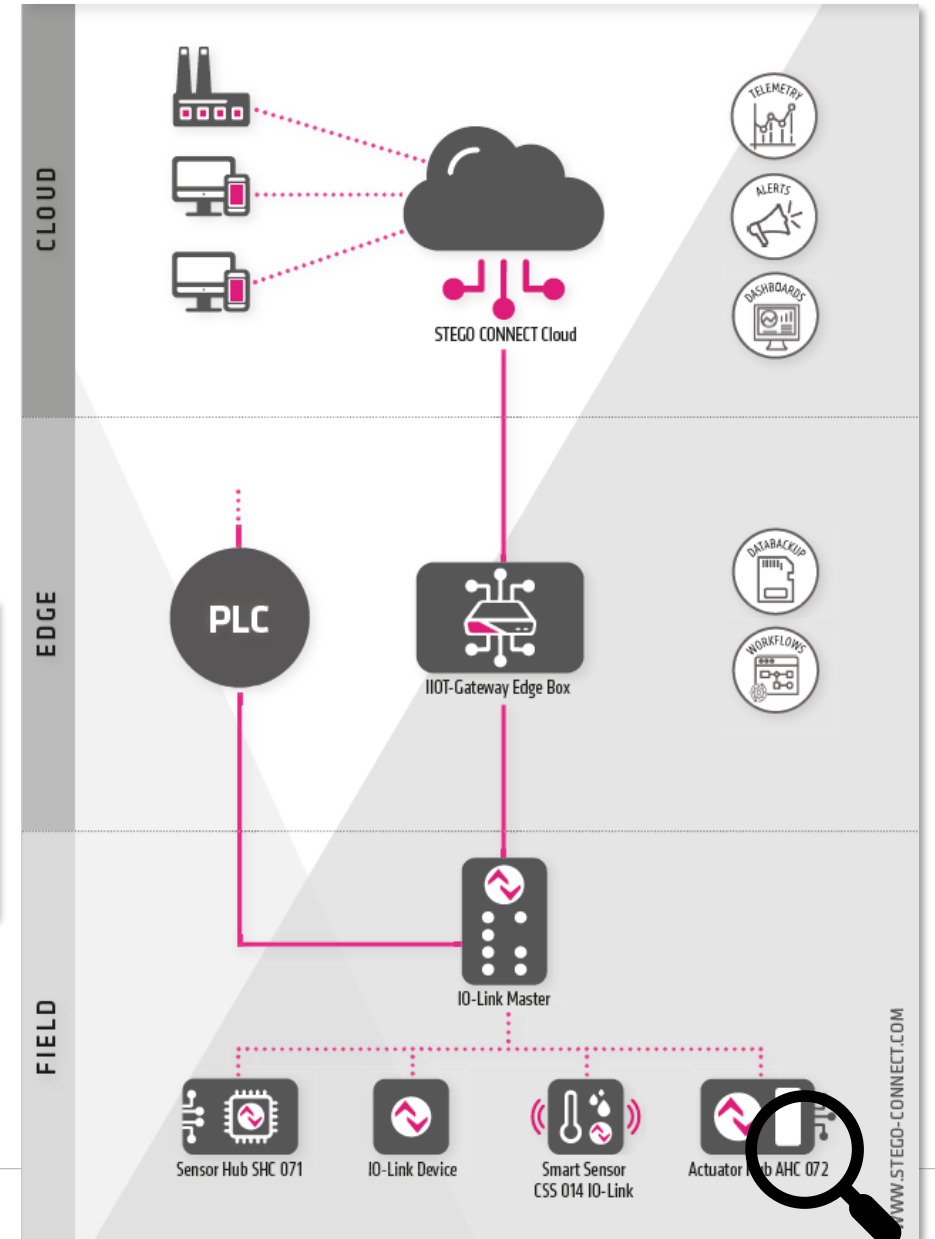 CLOUD
TELEMETRY
ALERTS
DASHBOARDS
STEGO CONNECT Cloud
EDGE
PLC
IIOT-Gateway Edge Box
DATABACKUP
WORKFLOWS
FIELD
IO-Link Master
Sensor Hub SHC 071
IO-Link Device
Smart Sensor
CSS 014 IO-Link
Actuator Hub AHC 072
WWW.STEGO-CONNECT.COM